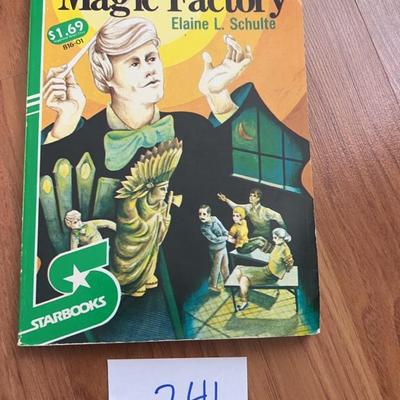 Magic Factory
Elaine L. Schulte
$1.69
816-01
STARBOOKS
241